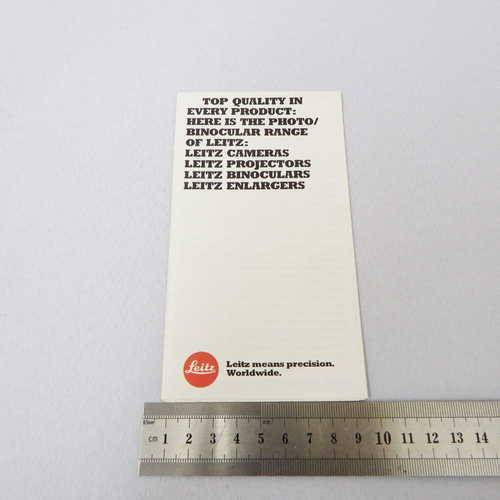 TOP QUALITY IN
EVERY PRODUCT:
HERE IS THE PHOTO/
BINOCULAR RANGE
OF LEITZ:
LEITZ CAMERAS
LEITZ PROJECTORS
LEITZ BINOCULARS
LEITZ ENLARGERS
Leitz
Leitz means precision.
Worldwide.
cm 1 2 3 4 5 6 7 8 9 10 11 12 13 14